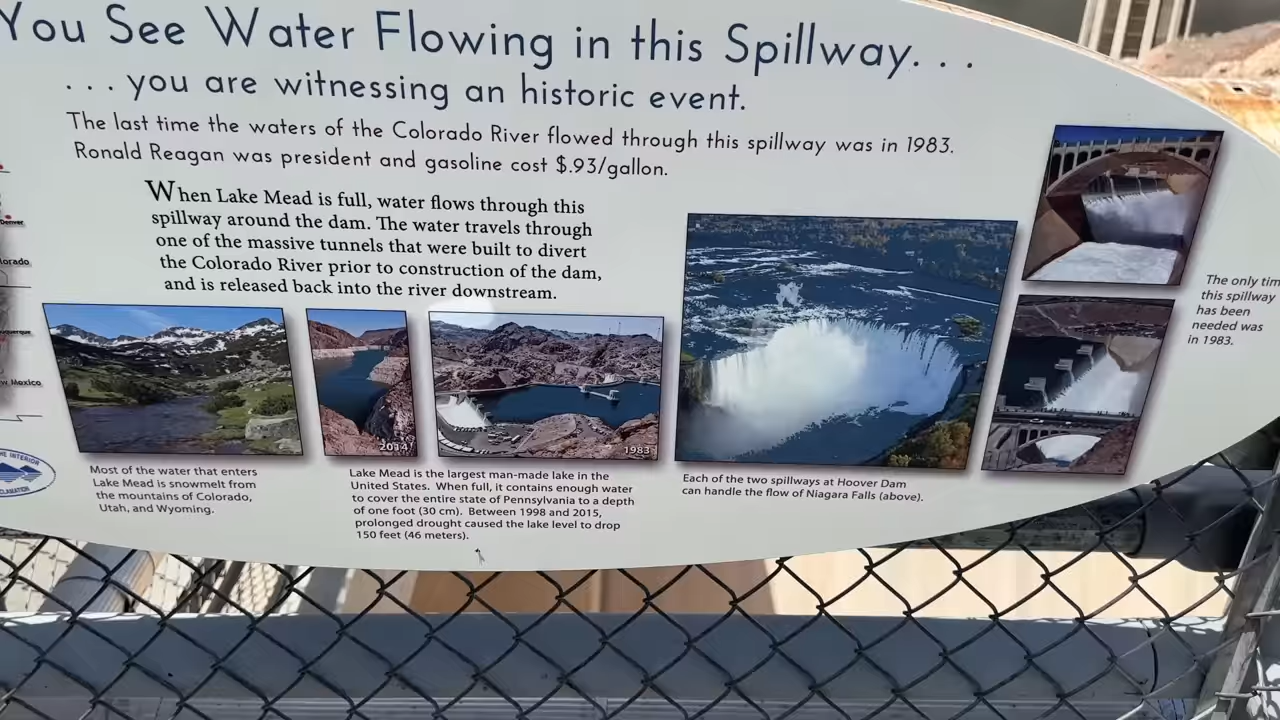 You See Water Flowing in this Spillway. . .
. . . you are witnessing an historic event.
The last time the waters of the Colorado River flowed through this spillway was in 1983.
Ronald Reagan was president and gasoline cost $.93/gallon.
When Lake Mead is full, water flows through this
spillway around the dam. The water travels through
one of the massive tunnels that were built to divert
the Colorado River prior to construction of the dam,
and is released back into the river downstream.
Denver
lorado
uquerque
w Mexico
HE INTERIOR
CLAMATION
2014
1983
Most of the water that enters
Lake Mead is snowmelt from
the mountains of Colorado,
Utah, and Wyoming.
Lake Mead is the largest man-made lake in the
United States. When full, it contains enough water
to cover the entire state of Pennsylvania to a depth
of one foot (30 cm). Between 1998 and 2015,
prolonged drought caused the lake level to drop
150 feet (46 meters).
Each of the two spillways at Hoover Dam
can handle the flow of Niagara Falls (above).
The only tim
this spillway
has been
needed was
in 1983.